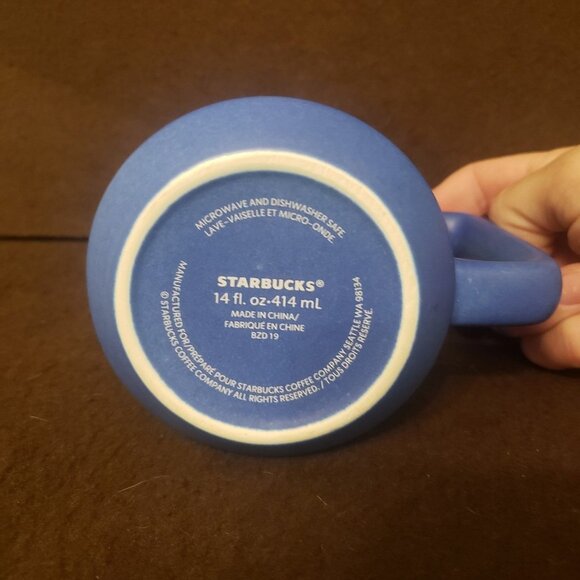 MICROWAVE AND DISHWASHER SAFE.
LAVE-VAISELLE ET MICRO-ONDE.
STARBUCKS®
14 fl. oz·414 mL
MADE IN CHINA/
FABRIQUÉ EN CHINE
BZD 19
MANUFACTURED FOR/PRÉPARÉ POUR STARBUCKS COFFEE COMPANY SEATTLE WA 98134
© STARBUCKS COFFEE COMPANY ALL RIGHTS RESERVED. / TOUS DROITS RESERVE.